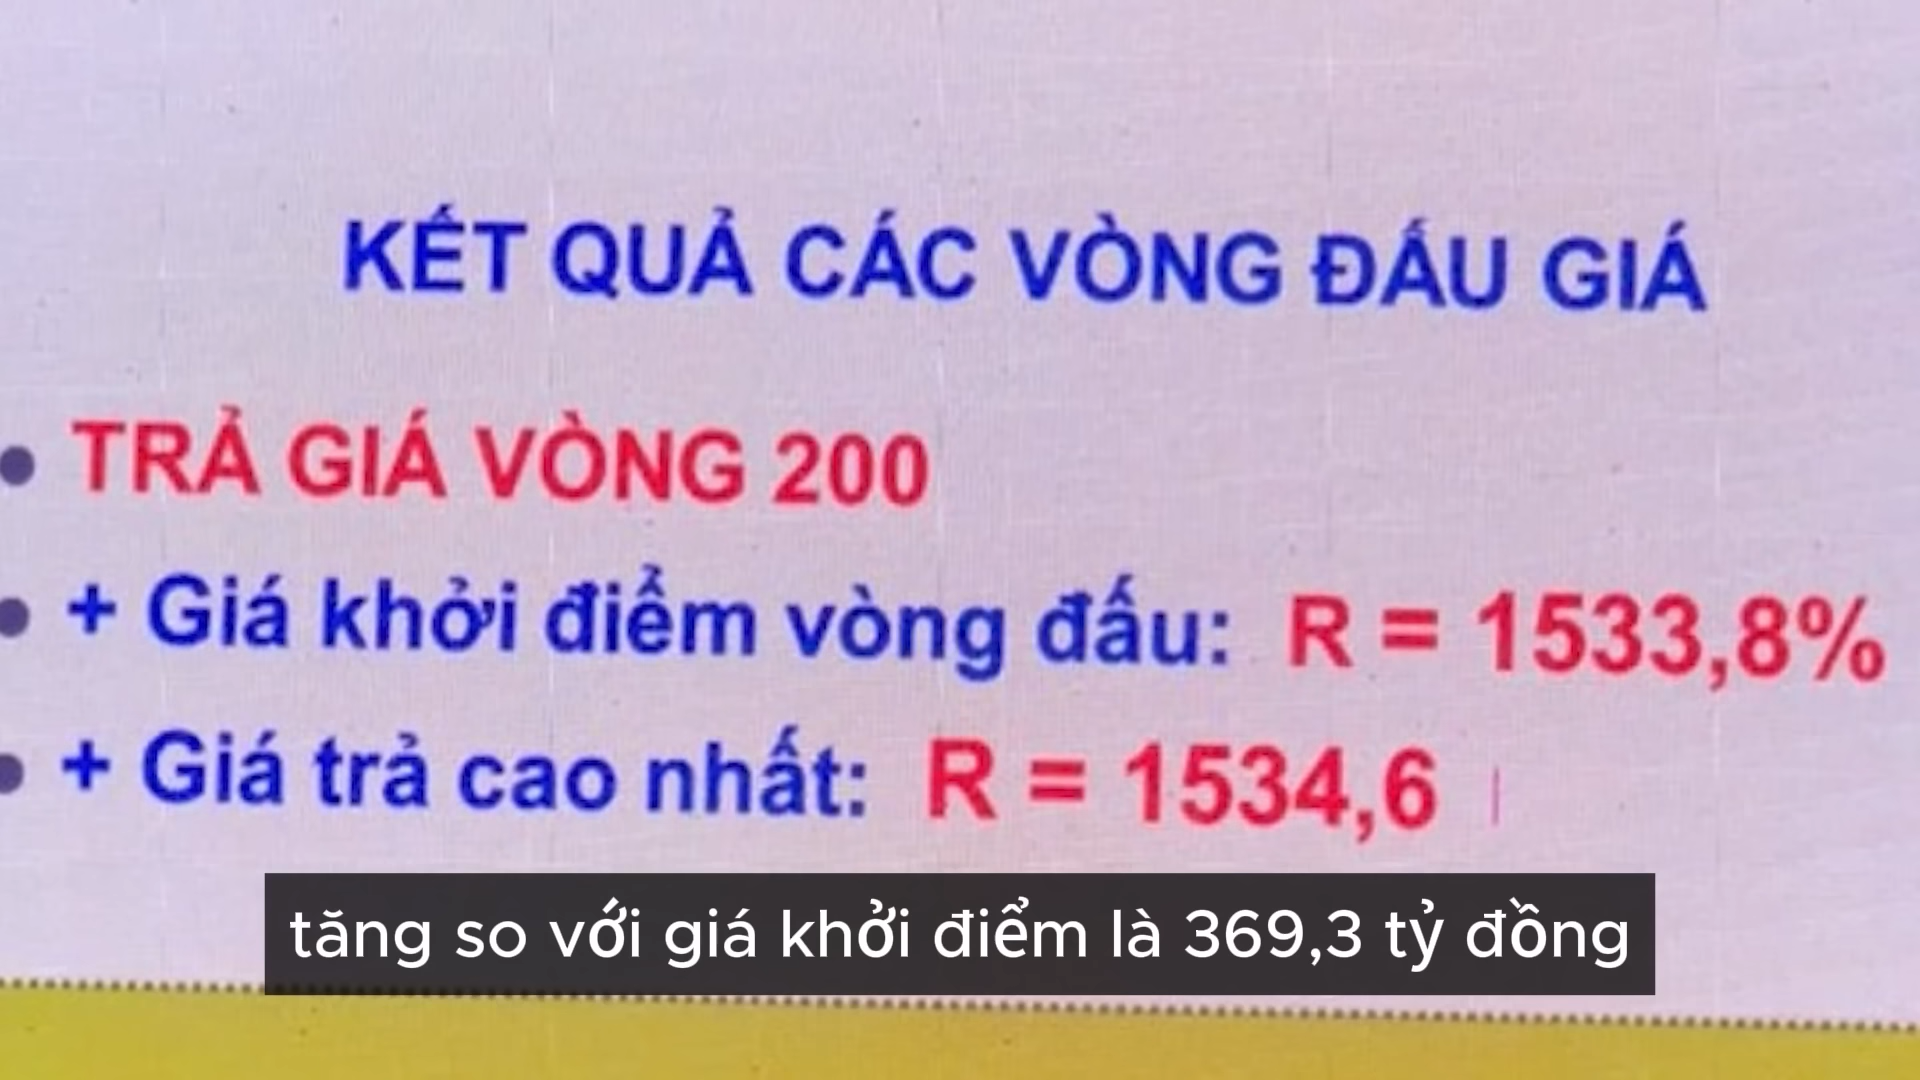 KẾT QUẢ CÁC VÒNG ĐẤU GIÁ
• TRẢ GIÁ VÒNG 200
• + Giá khởi điểm vòng đấu: R = 1533,8%
• + Giá trả cao nhất: R = 1534,6
tăng so với giá khởi điểm là 369,3 tỷ đồng